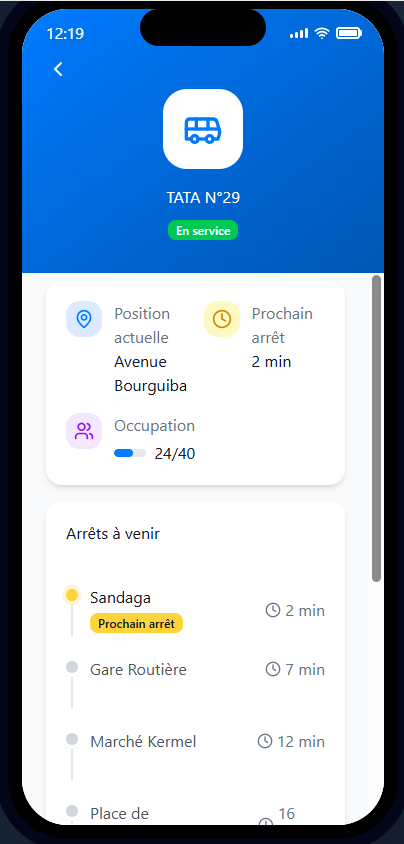 12:19
TATA N°29
En service
Position
actuelle
Avenue
Bourguiba
Prochain
arrêt
2 min
Occupation
24/40
Arrêts à venir
Sandaga
Prochain arrêt
2 min
Gare Routière
7 min
Marché Kermel
12 min
Place de
16